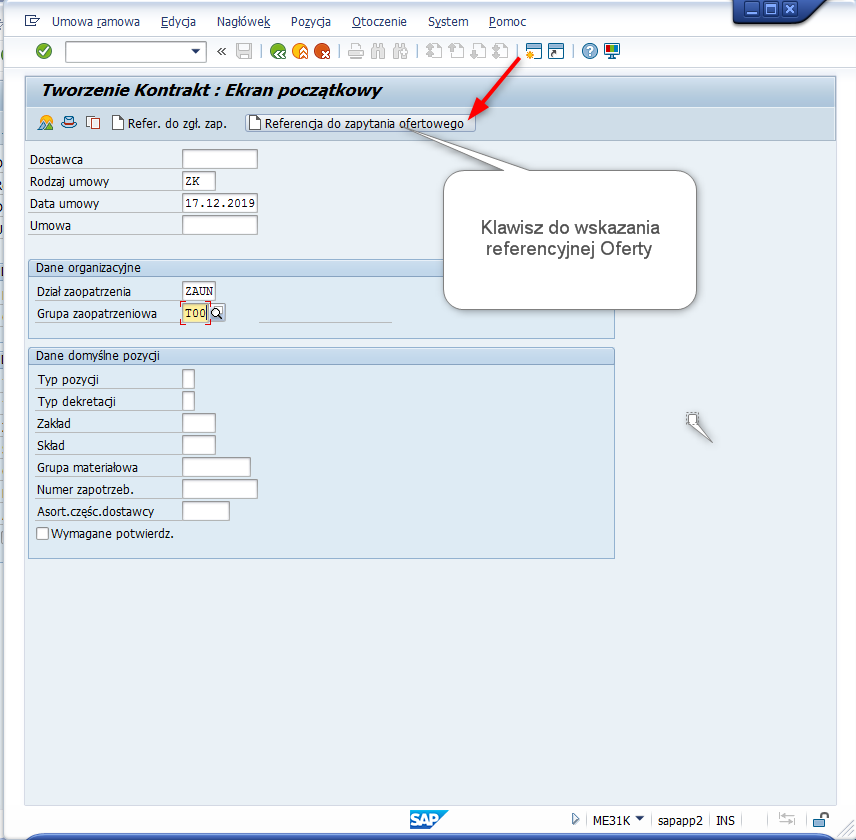 Umowa ramowa Edycja Nagłówek Pozycja Otoczenie System Pomoc
Tworzenie Kontrakt : Ekran początkowy
Refer. do zgł. zap. Referencja do zapytania ofertowego
Dostawca
Rodzaj umowy ZK
Data umowy 17.12.2019
Umowa
Klawisz do wskazania
referencyjnej Oferty
Dane organizacyjne
Dział zaopatrzenia ZAUN
Grupa zaopatrzeniowa T00
Dane domyślne pozycji
Typ pozycji
Typ dekretacji
Zakład
Skład
Grupa materiałowa
Numer zapotrzeb.
Asort.częśc.dostawcy
Wymagane potwierdz.
SAP ME31K sapapp2 INS